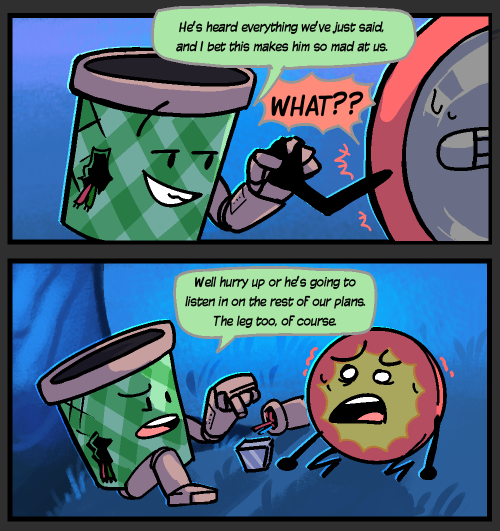 He's heard everything we've just said,
and I bet this makes him so mad at us.
WHAT??
Well hurry up or he's going to
listen in on the rest of our plans.
The leg too, of course.